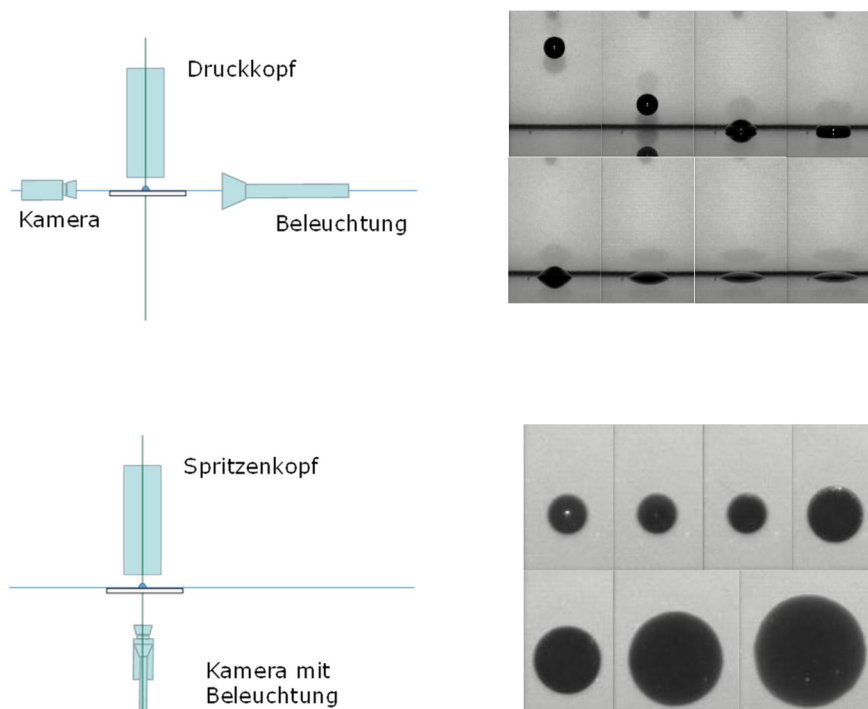 Druckkopf
Kamera
Beleuchtung
Spritzenkopf
Kamera mit
Beleuchtung